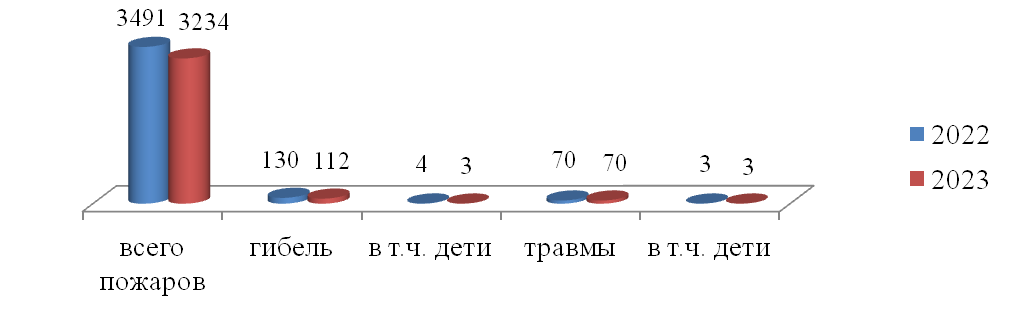 3491 3234
130 112
4 3
70 70
3 3
2022
2023
всего пожаров
гибель
в т.ч. дети
травмы
в т.ч. дети